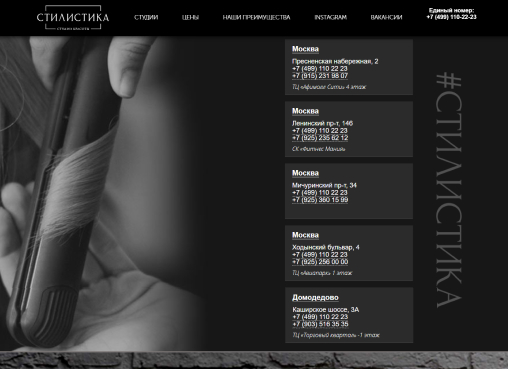 СТИЛИСТИКА
СТУДИИ
ЦЕНЫ
НАШИ ПРЕИМУЩЕСТВА
INSTAGRAM
ВАКАНСИИ
Единый номер:
+7 (499) 110-22-23
Москва
Пресненская набережная, 2
+7 (499) 110 22 23
+7 (915) 231 98 07
ТЦ «Афимолл Сити» 4 этаж
Москва
Ленинский пр-т, 146
+7 (499) 110 22 23
+7 (925) 235 62 12
СК «Фитнес Мания»
Москва
Мичуринский пр-т, 34
+7 (499) 110 22 23
+7 (925) 360 15 99
Москва
Ходынский бульвар, 4
+7 (499) 110 22 23
+7 (925) 256 00 00
ТЦ «Авиапарк» 1 этаж
Домодедово
Каширское шоссе, 3А
+7 (499) 110 22 23
+7 (903) 516 35 35
ТЦ «Торговый квартал» -1 этаж
#СТИЛИСТИКА